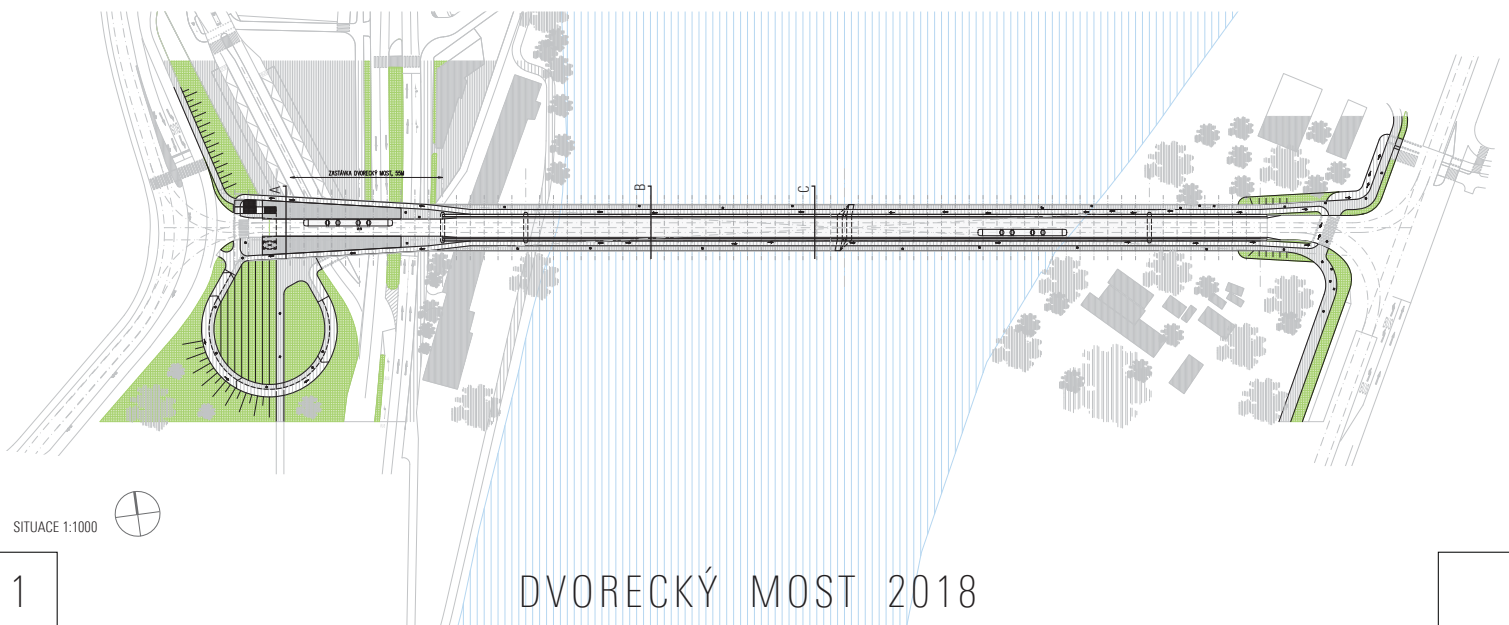 ZASTÁVKA DVORECKÝ MOST, 55M
A
B
C
SITUACE 1:1000
1
DVORECKÝ MOST 2018